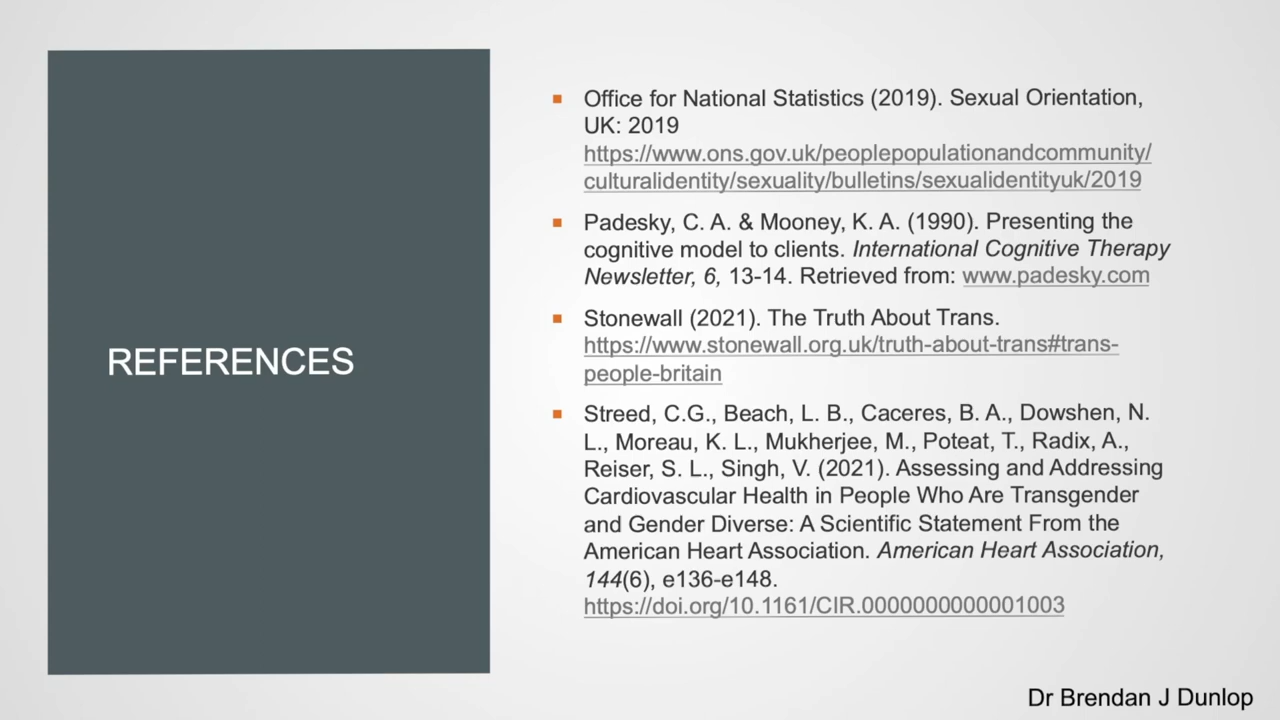 REFERENCES
Office for National Statistics (2019). Sexual Orientation,
UK: 2019
https://www.ons.gov.uk/peoplepopulationandcommunity/
culturalidentity/sexuality/bulletins/sexualidentityuk/2019
Padesky, C. A. & Mooney, K. A. (1990). Presenting the
cognitive model to clients. International Cognitive Therapy
Newsletter, 6, 13-14. Retrieved from: www.padesky.com
Stonewall (2021). The Truth About Trans.
https://www.stonewall.org.uk/truth-about-trans#trans-
people-britain
Streed, C.G., Beach, L. B., Caceres, B. A., Dowshen, N.
L., Moreau, K. L., Mukherjee, M., Poteat, T., Radix, A.,
Reiser, S. L., Singh, V. (2021). Assessing and Addressing
Cardiovascular Health in People Who Are Transgender
and Gender Diverse: A Scientific Statement From the
American Heart Association. American Heart Association,
144(6), e136-e148.
https://doi.org/10.1161/CIR.0000000000001003
Dr Brendan J Dunlop